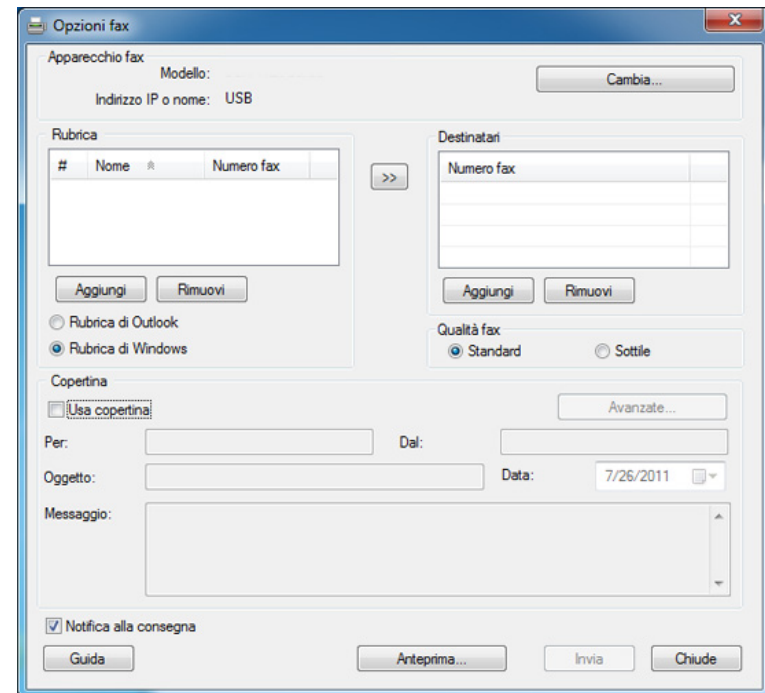 Opzioni fax
Apparecchio fax
Modello:
Cambia...
Indirizzo IP o nome: USB
Rubrica
# Nome Numero fax
>>
Aggiungi Rimuovi
Rubrica di Outlook
Rubrica di Windows
Destinatari
Numero fax
Aggiungi Rimuovi
Qualità fax
Standard Sottile
Copertina
Usa copertina
Avanzate...
Per: Dal:
Oggetto: Data: 7/26/2011
Messaggio:
Notifica alla consegna
Guida Anteprima... Invia Chiude